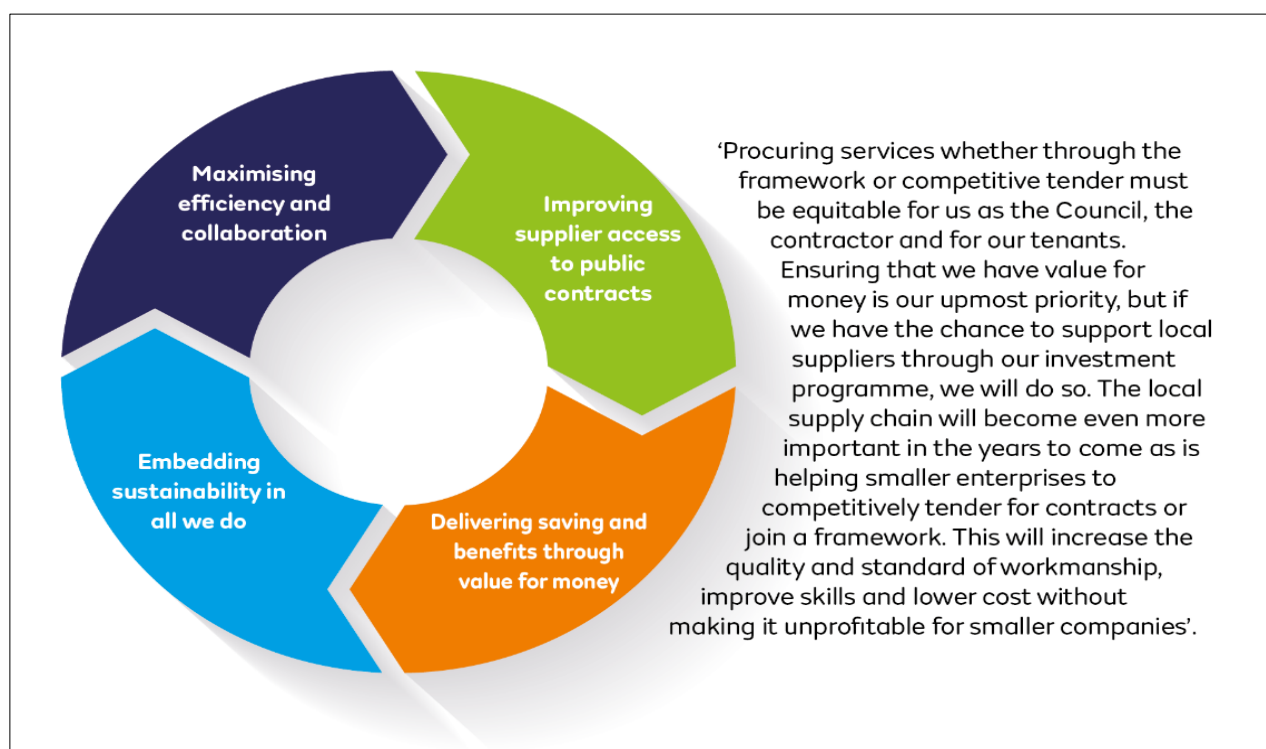 Maximising
efficiency and
collaboration
Improving
supplier access
to public
contracts
Delivering saving and
benefits through
value for money
Embedding
sustainability in
all we do
‘Procuring services whether through the
framework or competitive tender must
be equitable for us as the Council, the
contractor and for our tenants.
Ensuring that we have value for
money is our upmost priority, but if
we have the chance to support local
suppliers through our investment
programme, we will do so. The local
supply chain will become even more
important in the years to come as is
helping smaller enterprises to
competitively tender for contracts or
join a framework. This will increase the
quality and standard of workmanship,
improve skills and lower cost without
making it unprofitable for smaller companies’.